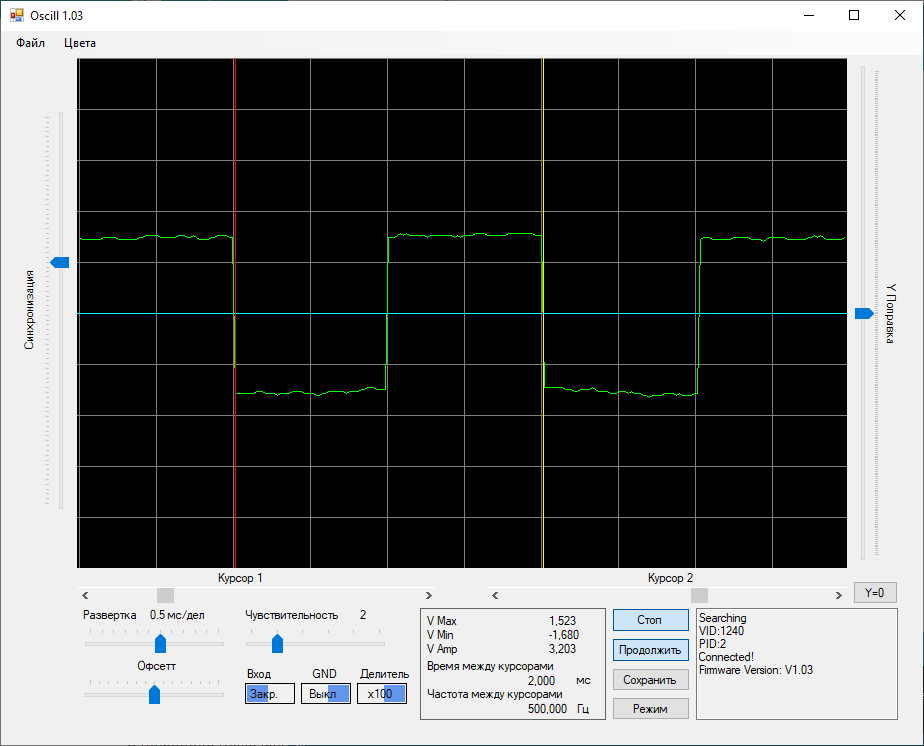 Oscill 1.03
Файл Цвета
Синхронизация
Y Поправка
Курсор 1 Курсор 2
Y=0
Развертка 0.5 мс/дел Чувствительность 2
Офсетт
Вход GND Делитель
Закр. Выкл x100
V Max 1,523
V Min -1,680
V Amp 3,203
Время между курсорами
2,000 мс
Частота между курсорами
500,000 Гц
Стоп
Продолжить
Сохранить
Режим
Searching
VID:1240
PID:2
Connected!
Firmware Version: V1.03